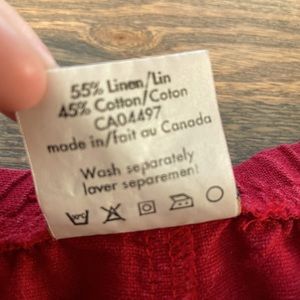 55% Linen/Lin
45% Cotton/Coton
CA04497
made in/fait au Canada
Wash separately
laver separement